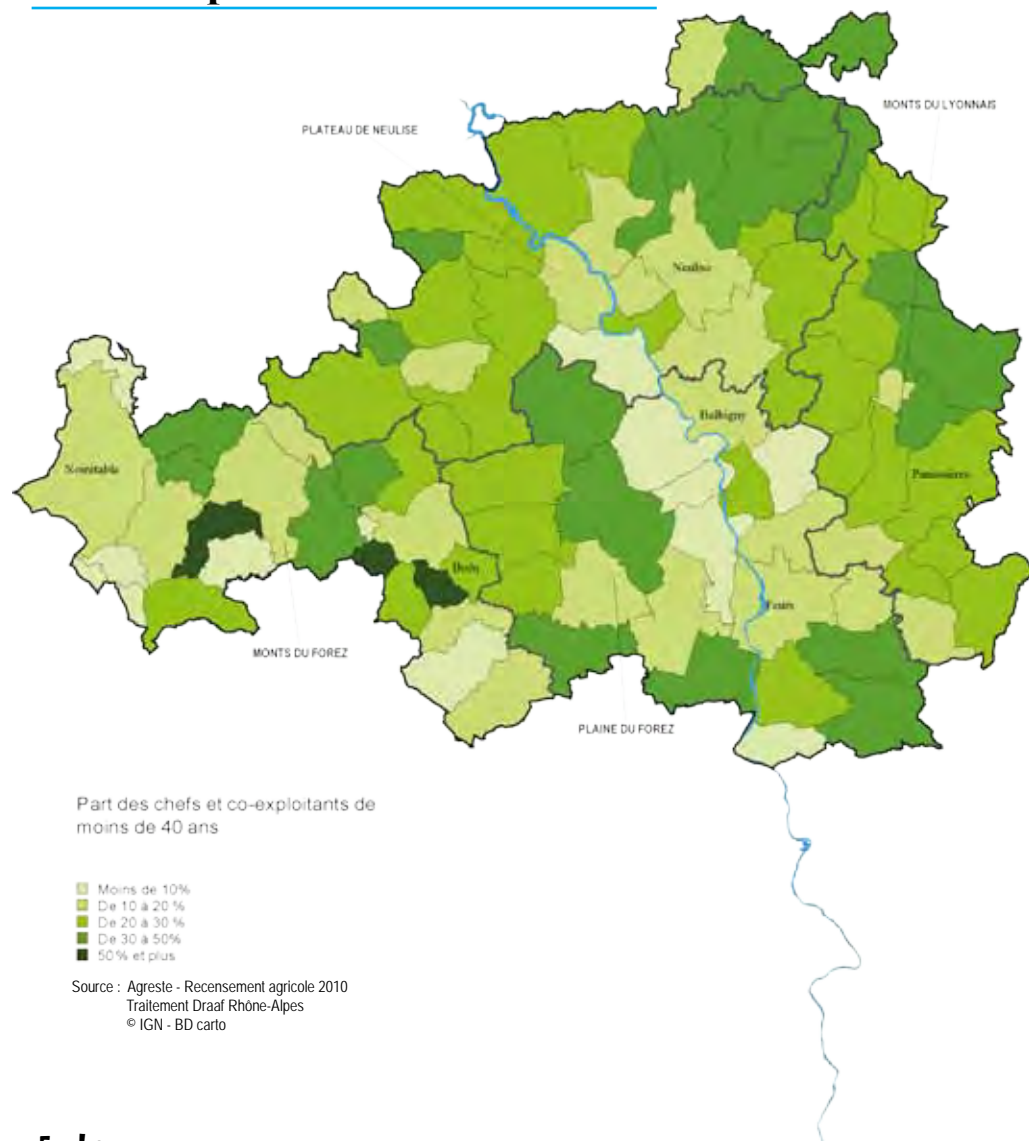 MONTS DU LYONNAIS
PLATEAU DE NEULISE
Neulise
Balbigny
Noirétable
Panissières
Boën
Feurs
MONTS DU FOREZ
PLAINE DU FOREZ
Part des chefs et co-exploitants de
moins de 40 ans
Moins de 10%
De 10 à 20 %
De 20 à 30 %
De 30 à 50%
50% et plus
Source : Agreste - Recensement agricole 2010
Traitement Draaf Rhône-Alpes
© IGN - BD carto